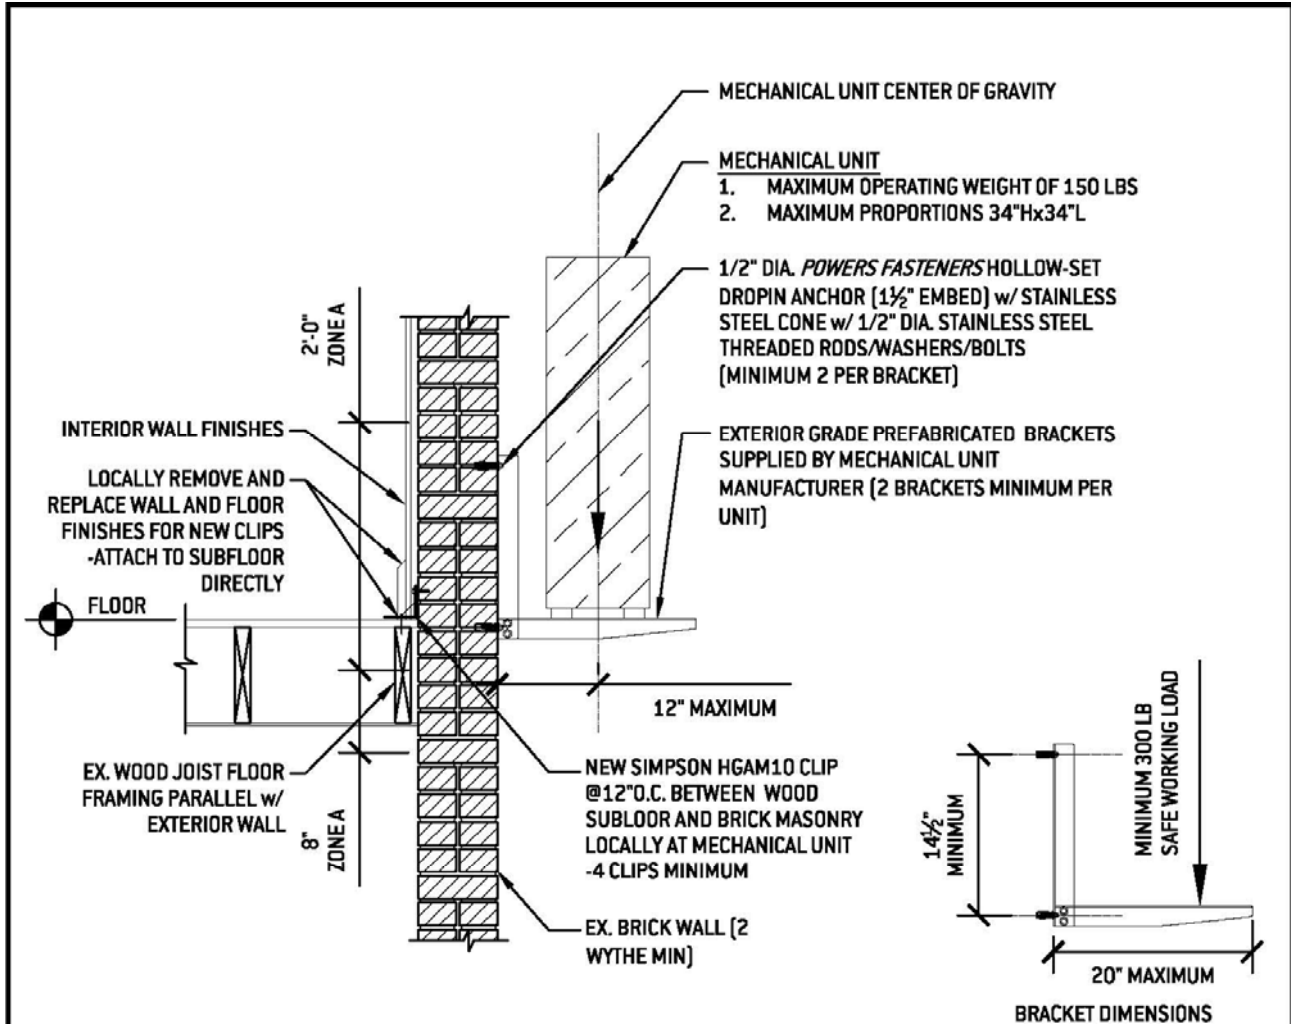 MECHANICAL UNIT CENTER OF GRAVITY
MECHANICAL UNIT
1. MAXIMUM OPERATING WEIGHT OF 150 LBS
2. MAXIMUM PROPORTIONS 34"Hx34"L
1/2" DIA. POWERS FASTENERS HOLLOW-SET
DROPIN ANCHOR (1½" EMBED) w/ STAINLESS
STEEL CONE w/ 1/2" DIA. STAINLESS STEEL
THREADED RODS/WASHERS/BOLTS
(MINIMUM 2 PER BRACKET)
2'-0"
ZONE A
INTERIOR WALL FINISHES
EXTERIOR GRADE PREFABRICATED BRACKETS
SUPPLIED BY MECHANICAL UNIT
MANUFACTURER (2 BRACKETS MINIMUM PER
UNIT)
LOCALLY REMOVE AND
REPLACE WALL AND FLOOR
FINISHES FOR NEW CLIPS
-ATTACH TO SUBFLOOR
DIRECTLY
FLOOR
12" MAXIMUM
EX. WOOD JOIST FLOOR
FRAMING PARALLEL w/
EXTERIOR WALL
8"
ZONE A
NEW SIMPSON HGAM10 CLIP
@12"O.C. BETWEEN WOOD
SUBLOOR AND BRICK MASONRY
LOCALLY AT MECHANICAL UNIT
-4 CLIPS MINIMUM
EX. BRICK WALL (2
WYTHE MIN)
14½"
MINIMUM
MINIMUM 300 LB
SAFE WORKING LOAD
20" MAXIMUM
BRACKET DIMENSIONS